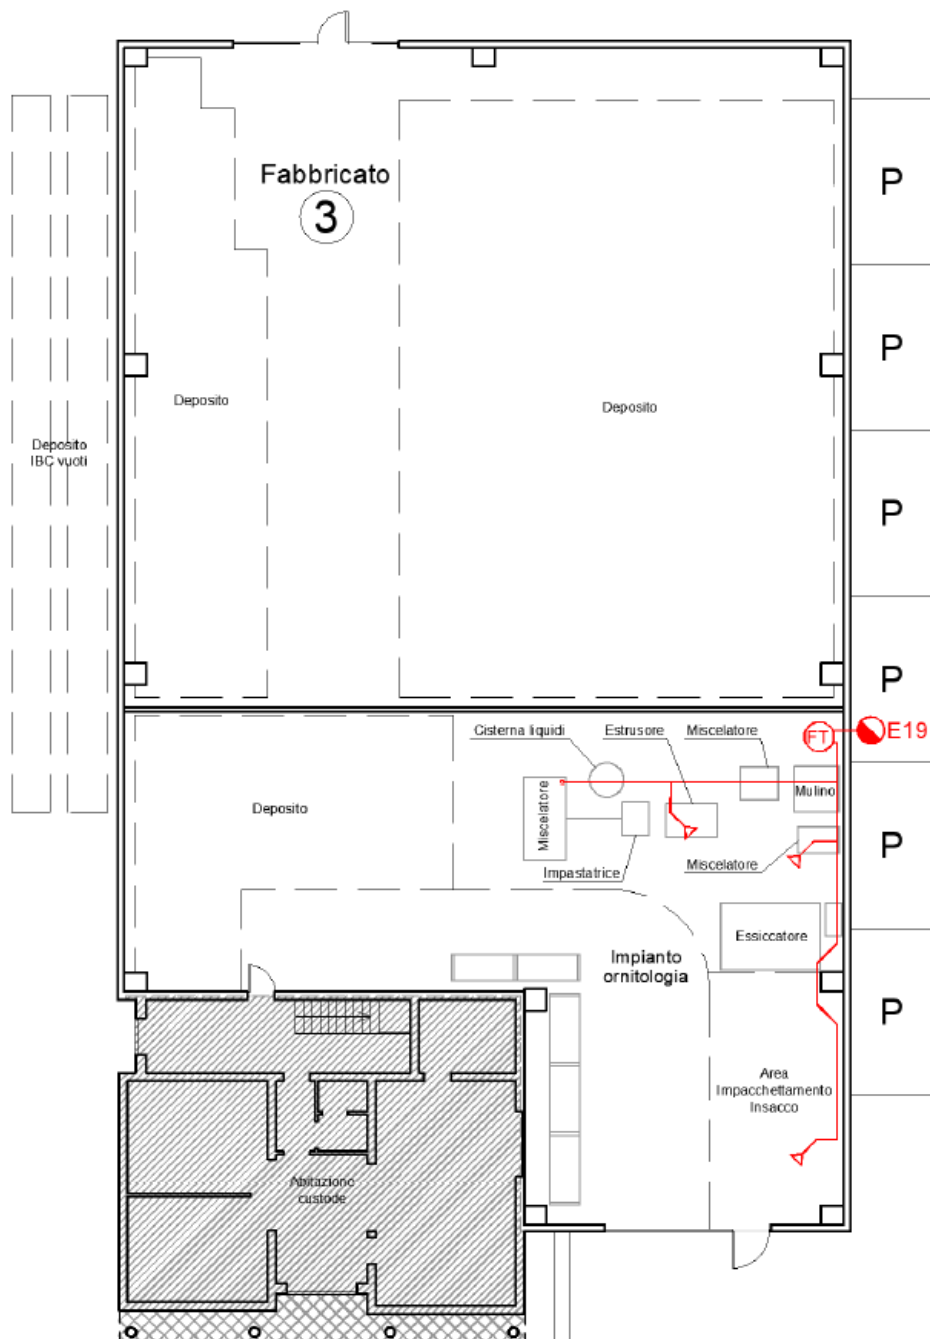 Fabbricato
3
P
P
Deposito
Deposito
Deposito
IBC vuoti
P
P
Cisterna liquidi
Estrusore
Miscelatore
FT
E19
Deposito
Miscelatore
Mulino
Impastatrice
Miscelatore
P
Essiccatore
Impianto
ornitologia
P
Area
Impacchettamento
Insacco
Abitazione
custode